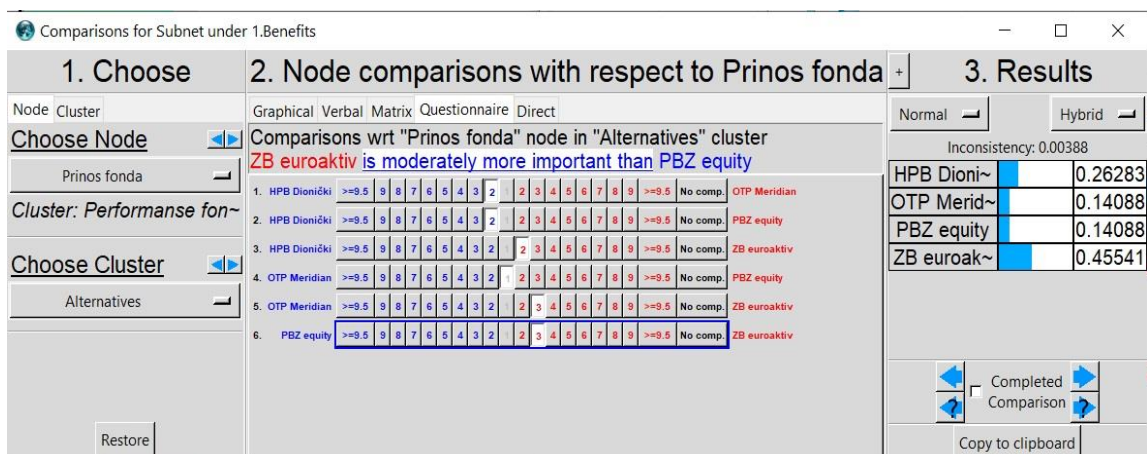 Comparisons for Subnet under 1.Benefits
1. Choose
Node Cluster
Choose Node
Prinos fonda
Cluster: Performanse fon~
Choose Cluster
Alternatives
Restore
2. Node comparisons with respect to Prinos fonda
Graphical Verbal Matrix Questionnaire Direct
Comparisons wrt "Prinos fonda" node in "Alternatives" cluster
ZB euroaktiv is moderately more important than PBZ equity
1. HPB Dionički >=9.5 9 8 7 6 5 4 3 2 1 2 3 4 5 6 7 8 9 >=9.5 No comp. OTP Meridian
2. HPB Dionički >=9.5 9 8 7 6 5 4 3 2 1 2 3 4 5 6 7 8 9 >=9.5 No comp. PBZ equity
3. HPB Dionički >=9.5 9 8 7 6 5 4 3 2 1 2 3 4 5 6 7 8 9 >=9.5 No comp. ZB euroaktiv
4. OTP Meridian >=9.5 9 8 7 6 5 4 3 2 1 2 3 4 5 6 7 8 9 >=9.5 No comp. PBZ equity
5. OTP Meridian >=9.5 9 8 7 6 5 4 3 2 1 2 3 4 5 6 7 8 9 >=9.5 No comp. ZB euroaktiv
6. PBZ equity >=9.5 9 8 7 6 5 4 3 2 1 2 3 4 5 6 7 8 9 >=9.5 No comp. ZB euroaktiv
+ 3. Results
Normal Hybrid
Inconsistency: 0.00388
HPB Dioni~ 0.26283
OTP Merid~ 0.14088
PBZ equity 0.14088
ZB euroak~ 0.45541
Completed
Comparison
? ?
Copy to clipboard